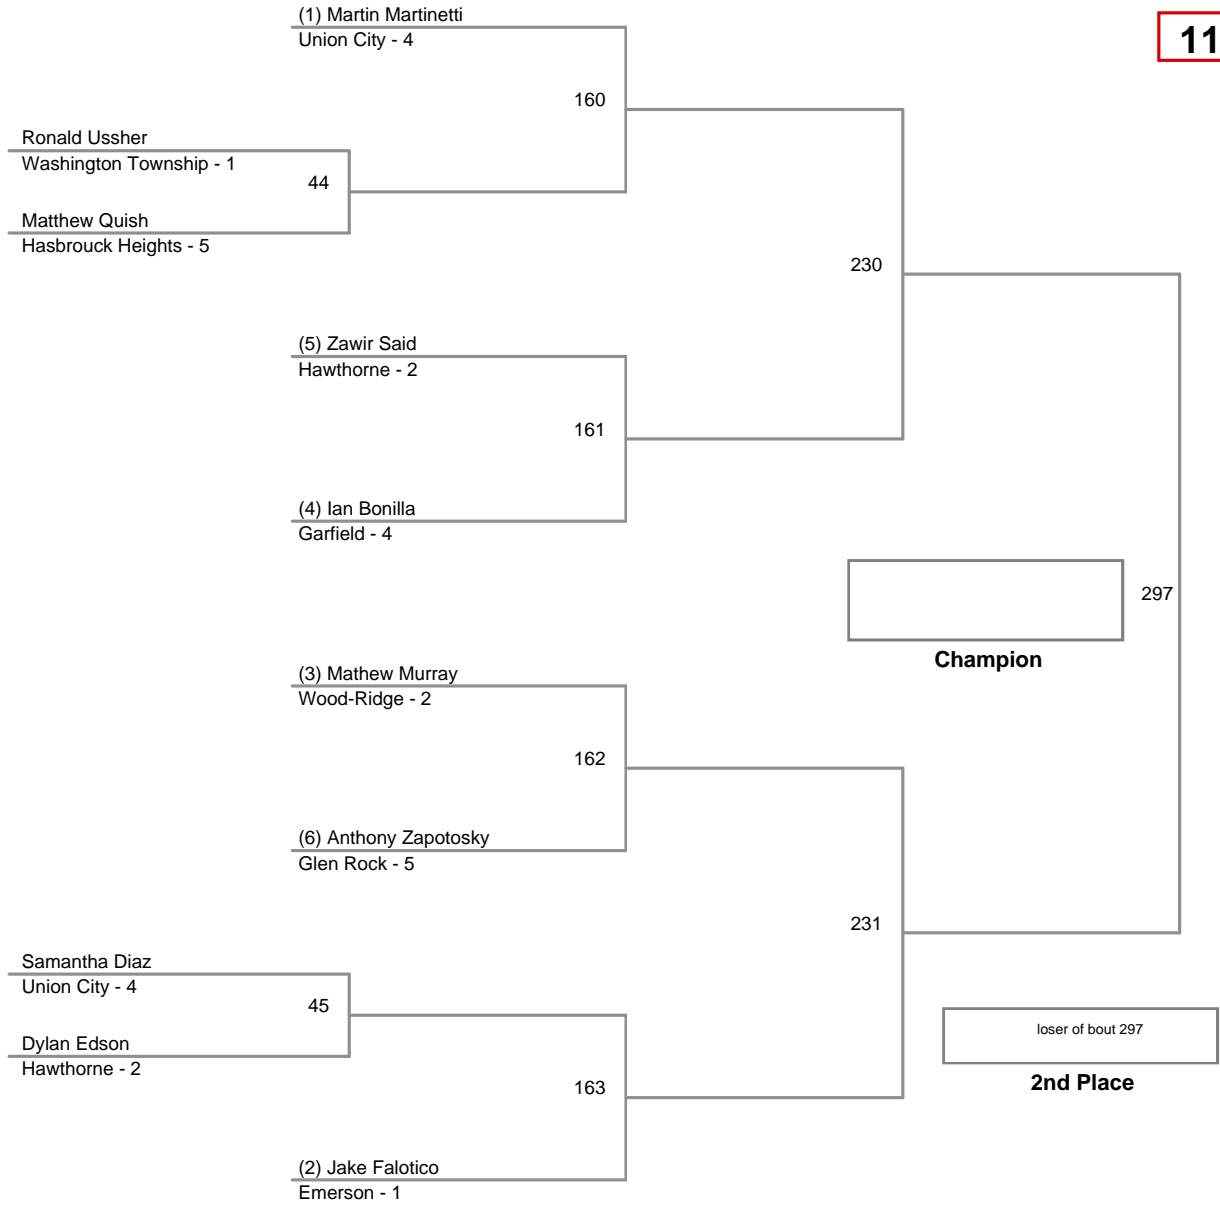 (1) Martin Martinetti
Union City - 4
11
160
Ronald Ussher
Washington Township - 1
44
Matthew Quish
Hasbrouck Heights - 5
230
(5) Zawir Said
Hawthorne - 2
161
(4) Ian Bonilla
Garfield - 4
297
Champion
(3) Mathew Murray
Wood-Ridge - 2
162
(6) Anthony Zapotosky
Glen Rock - 5
231
Samantha Diaz
Union City - 4
45
Dylan Edson
Hawthorne - 2
loser of bout 297
2nd Place
163
(2) Jake Falotico
Emerson - 1